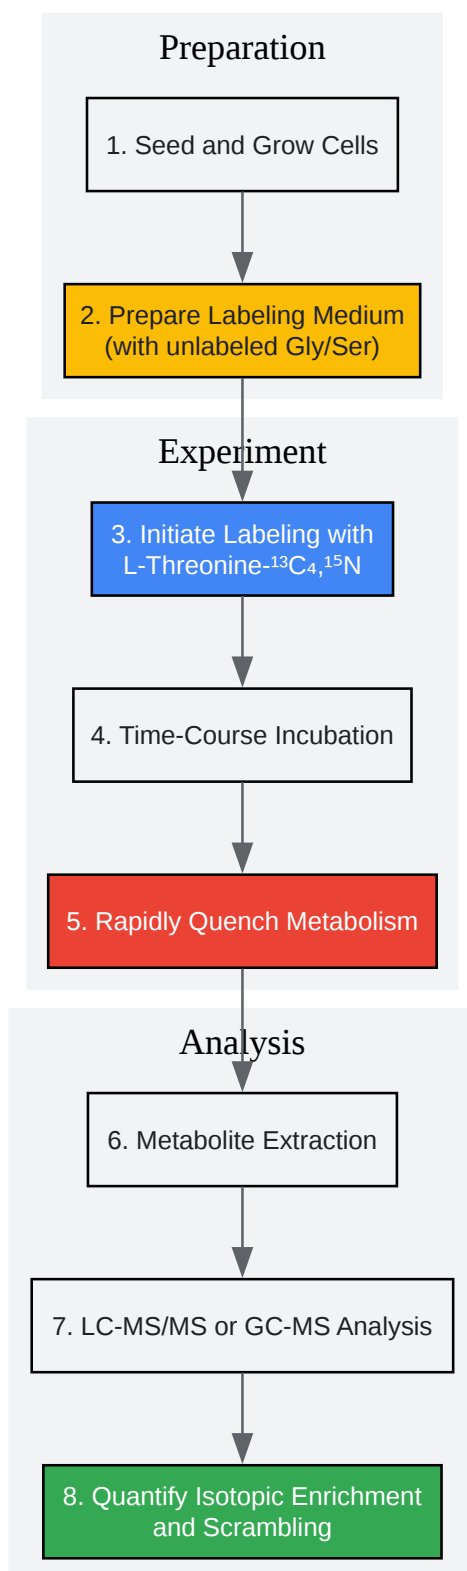 Preparation
1. Seed and Grow Cells
2. Prepare Labeling Medium
(with unlabeled Gly/Ser)
Experiment
3. Initiate Labeling with
L-Threonine-¹³C₄,¹⁵N
4. Time-Course Incubation
5. Rapidly Quench Metabolism
Analysis
6. Metabolite Extraction
7. LC-MS/MS or GC-MS Analysis
8. Quantify Isotopic Enrichment
and Scrambling